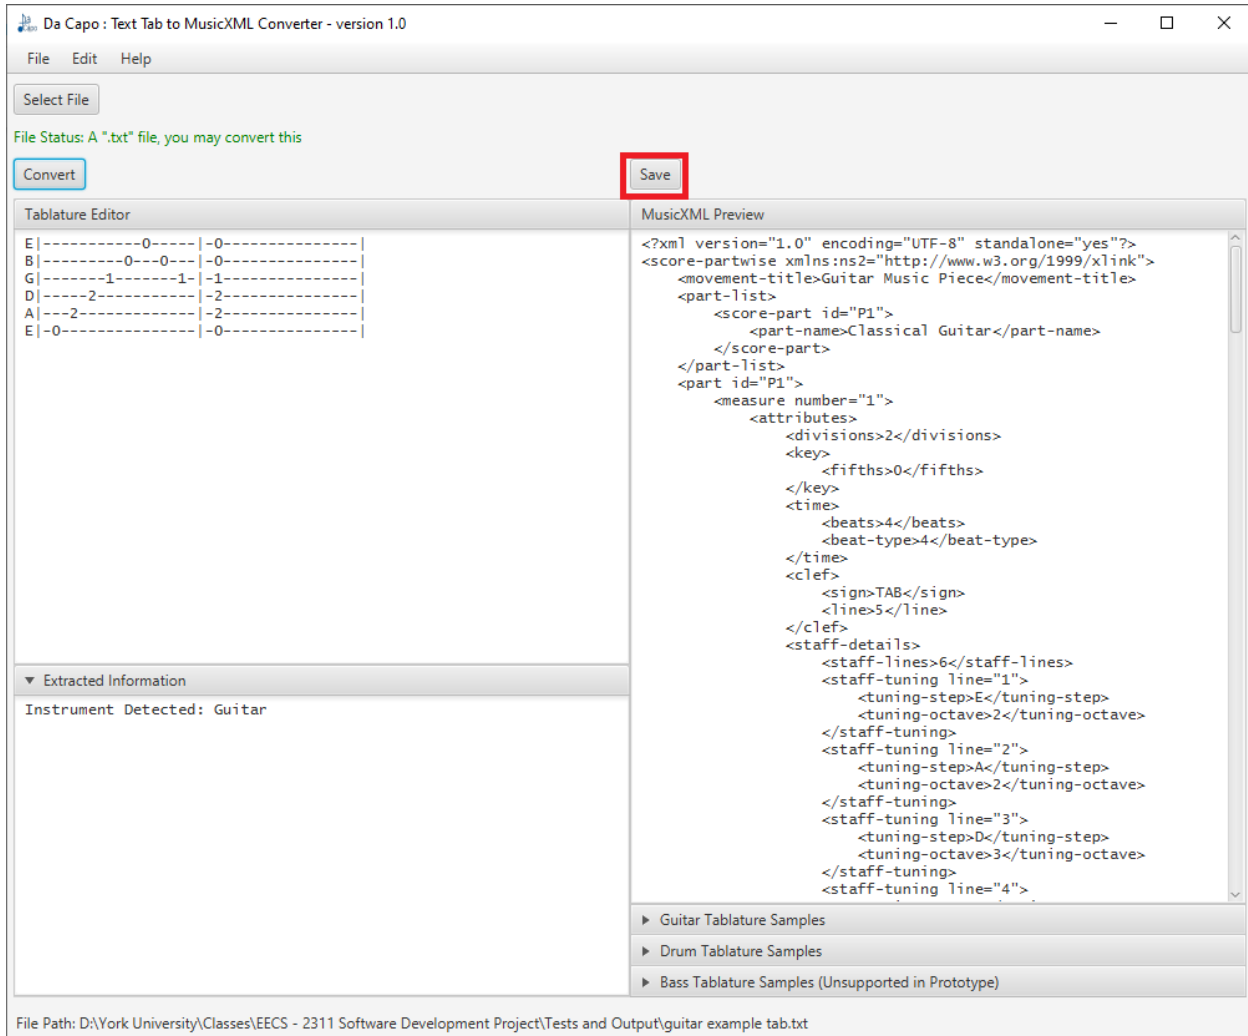 Da Capo : Text Tab to MusicXML Converter - version 1.0
File Edit Help
Select File
File Status: A ".txt" file, you may convert this
Convert
Save
Tablature Editor
E|-----------0-----|-0---------------|
B|---------0---0---|-0---------------|
G|-------1-------1-|-1---------------|
D|-----2-----------|-2---------------|
A|---2-------------|-2---------------|
E|-0---------------|-0---------------|
Extracted Information
Instrument Detected: Guitar
MusicXML Preview
<?xml version="1.0" encoding="UTF-8" standalone="yes"?>
<score-partwise xmlns:ns2="http://www.w3.org/1999/xlink">
<movement-title>Guitar Music Piece</movement-title>
<part-list>
<score-part id="P1">
<part-name>Classical Guitar</part-name>
</score-part>
</part-list>
<part id="P1">
<measure number="1">
<attributes>
<divisions>2</divisions>
<key>
<fifths>0</fifths>
</key>
<time>
<beats>4</beats>
<beat-type>4</beat-type>
</time>
<clef>
<sign>TAB</sign>
<line>5</line>
</clef>
<staff-details>
<staff-lines>6</staff-lines>
<staff-tuning line="1">
<tuning-step>E</tuning-step>
<tuning-octave>2</tuning-octave>
</staff-tuning>
<staff-tuning line="2">
<tuning-step>A</tuning-step>
<tuning-octave>2</tuning-octave>
</staff-tuning>
<staff-tuning line="3">
<tuning-step>D</tuning-step>
<tuning-octave>3</tuning-octave>
</staff-tuning>
<staff-tuning line="4">
Guitar Tablature Samples
Drum Tablature Samples
Bass Tablature Samples (Unsupported in Prototype)
File Path: D:\York University\Classes\EECS - 2311 Software Development Project\Tests and Output\guitar example tab.txt